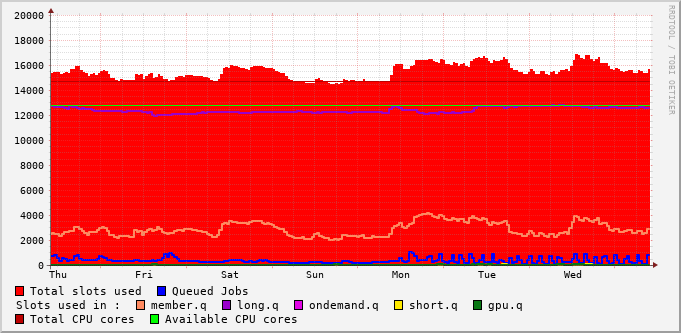 20000
18000
16000
14000
12000
10000
8000
6000
4000
2000
0
Thu Fri Sat Sun Mon Tue Wed
RRDTOOL / TOBI OETIKER
Total slots used Queued Jobs
Slots used in : member.q long.q ondemand.q short.q gpu.q
Total CPU cores Available CPU cores